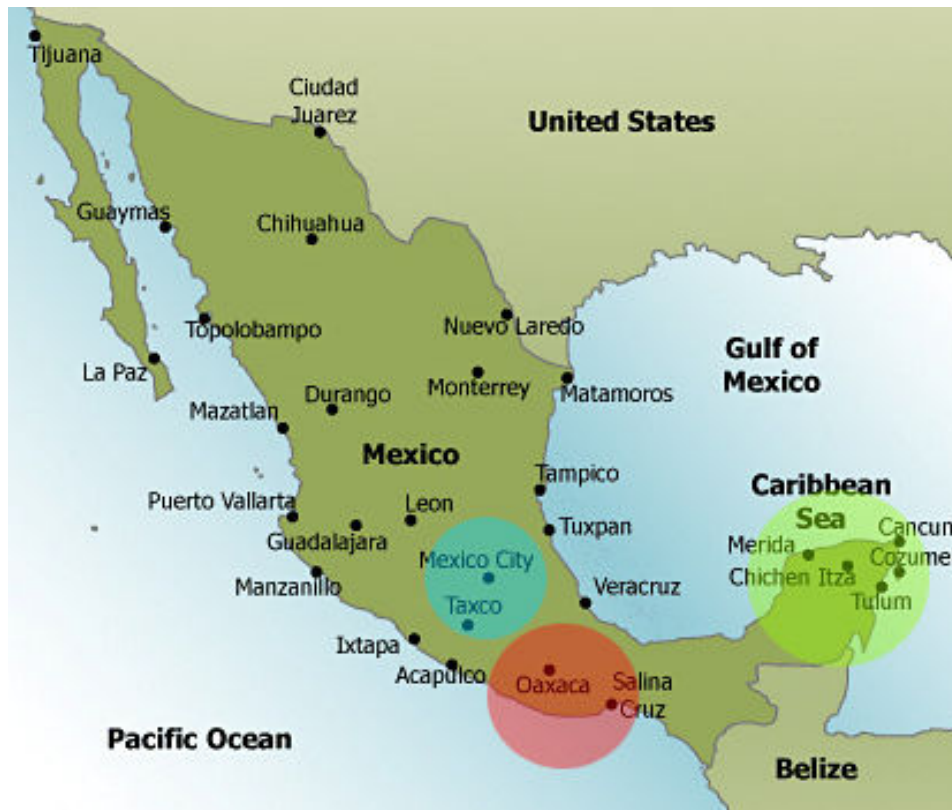 Tijuana
Ciudad
Juarez
United States
Guaymas
Chihuahua
Topolobampo
Nuevo Laredo
La Paz
Durango
Monterrey
Matamoros
Gulf of
Mexico
Mazatlan
Mexico
Tampico
Caribbean
Sea
Puerto Vallarta
Leon
Guadalajara
Tuxpan
Cancun
Mexico City
Merida
Cozume
Manzanillo
Chichen Itza
Taxco
Veracruz
Tulum
Ixtapa
Acapulco
Oaxaca
Salina
Cruz
Pacific Ocean
Belize